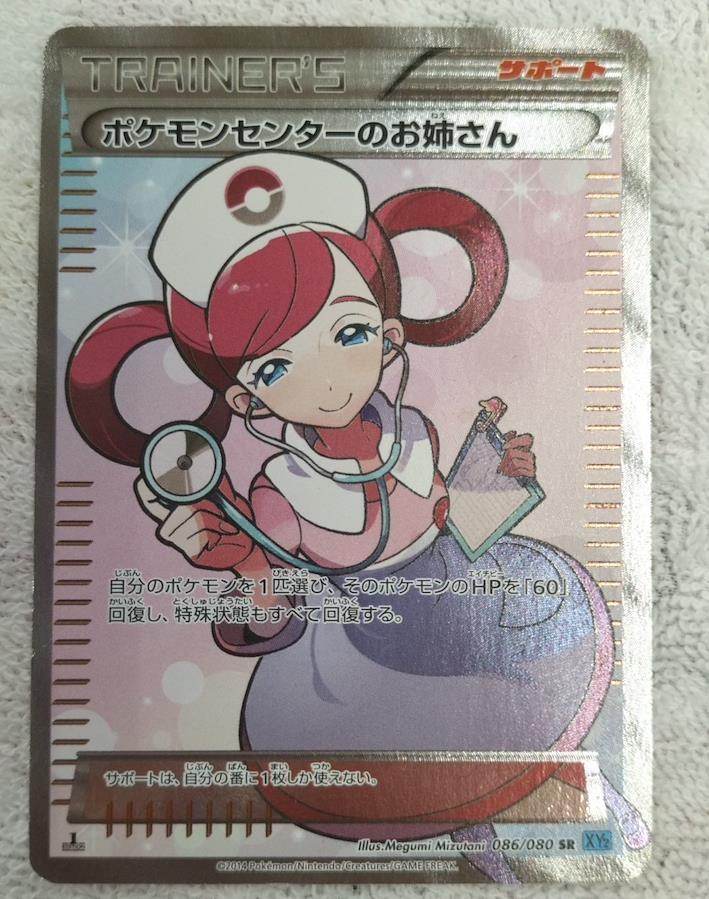 TRAINER'S
サポート
ポケモンセンターのお姉さん
自分のポケモンを1匹選び、そのポケモンのHPを「60」
回復し、特殊状態もすべて回復する。
サポートは、自分の番に1枚しか使えない。
Illus.Megumi Mizutani 086/080 SR XY2
©2014 Pokémon/Nintendo/Creatures/GAME FREAK.